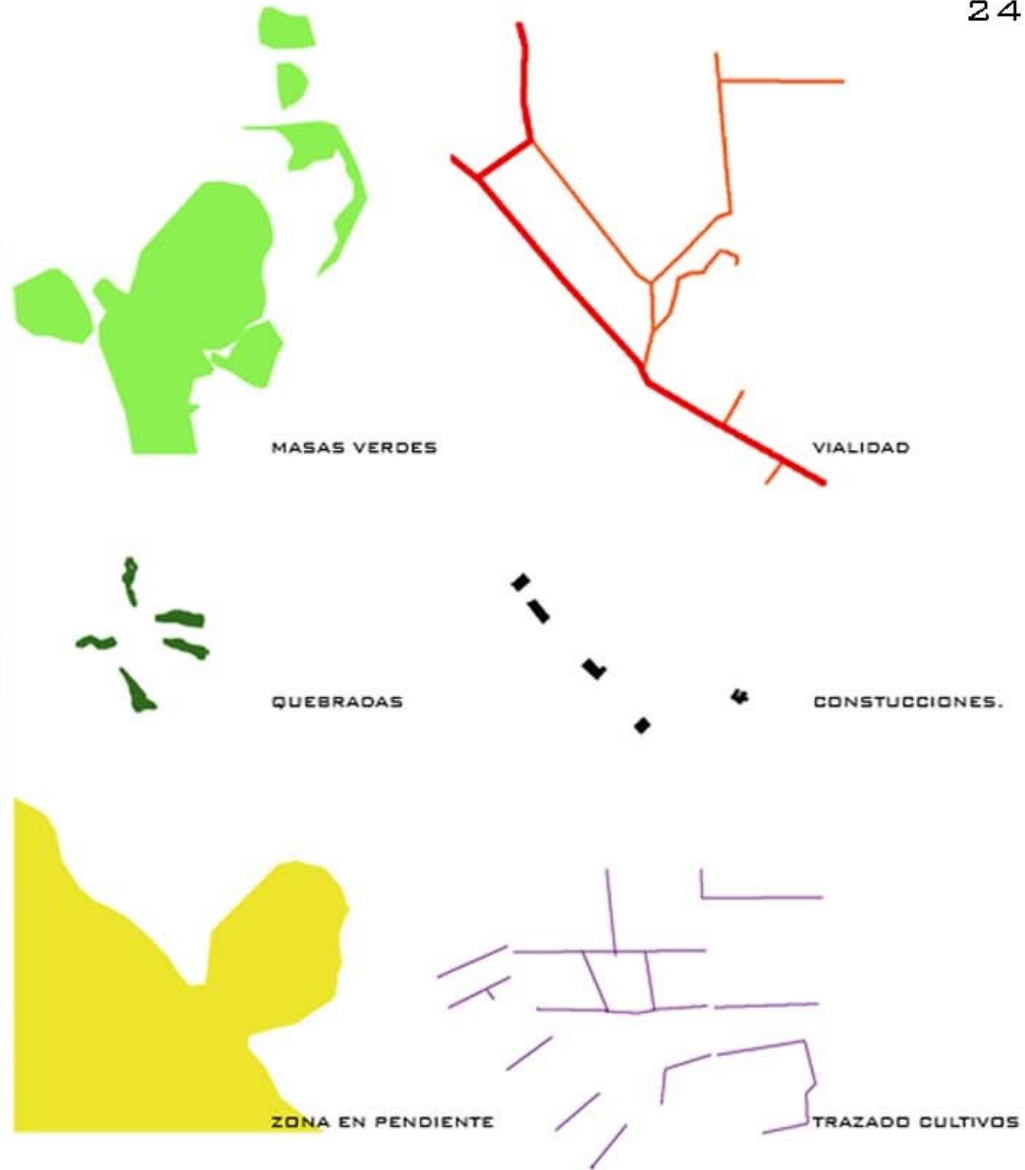 24
MASAS VERDES
VIALIDAD
QUEBRADAS
CONSTUCCIONES.
ZONA EN PENDIENTE
TRAZADO CULTIVOS